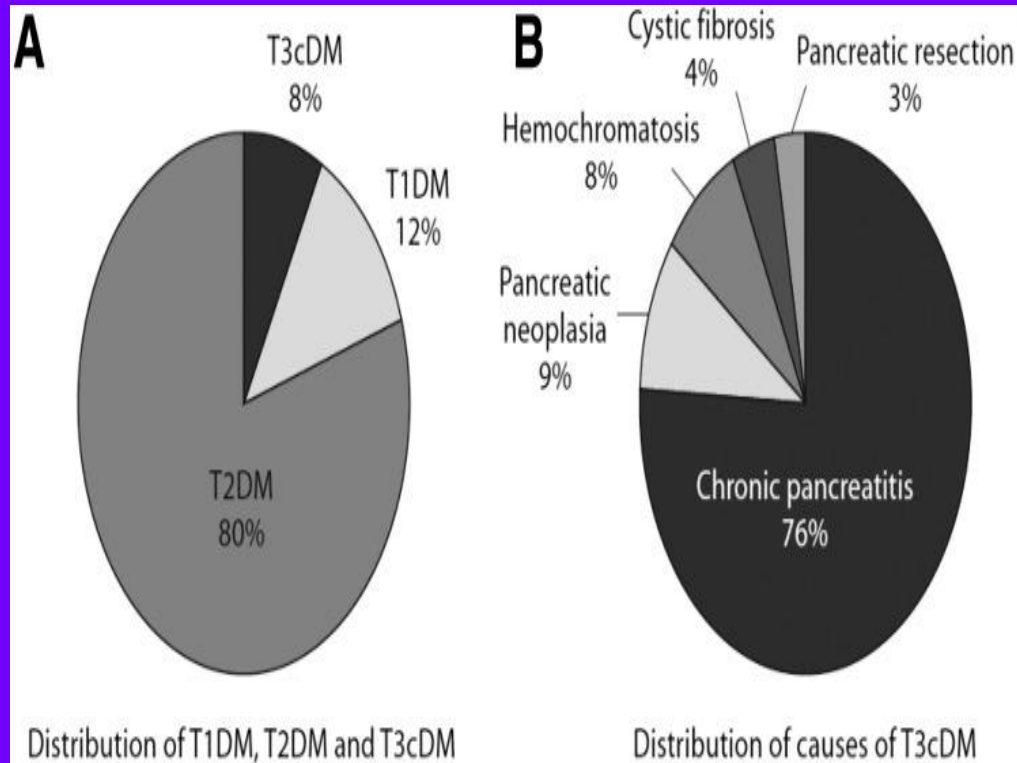 A
T3cDM
8%
T1DM
12%
T2DM
80%
Distribution of T1DM, T2DM and T3cDM
B
Cystic fibrosis
4%
Pancreatic resection
3%
Hemochromatosis
8%
Pancreatic
neoplasia
9%
Chronic pancreatitis
76%
Distribution of causes of T3cDM